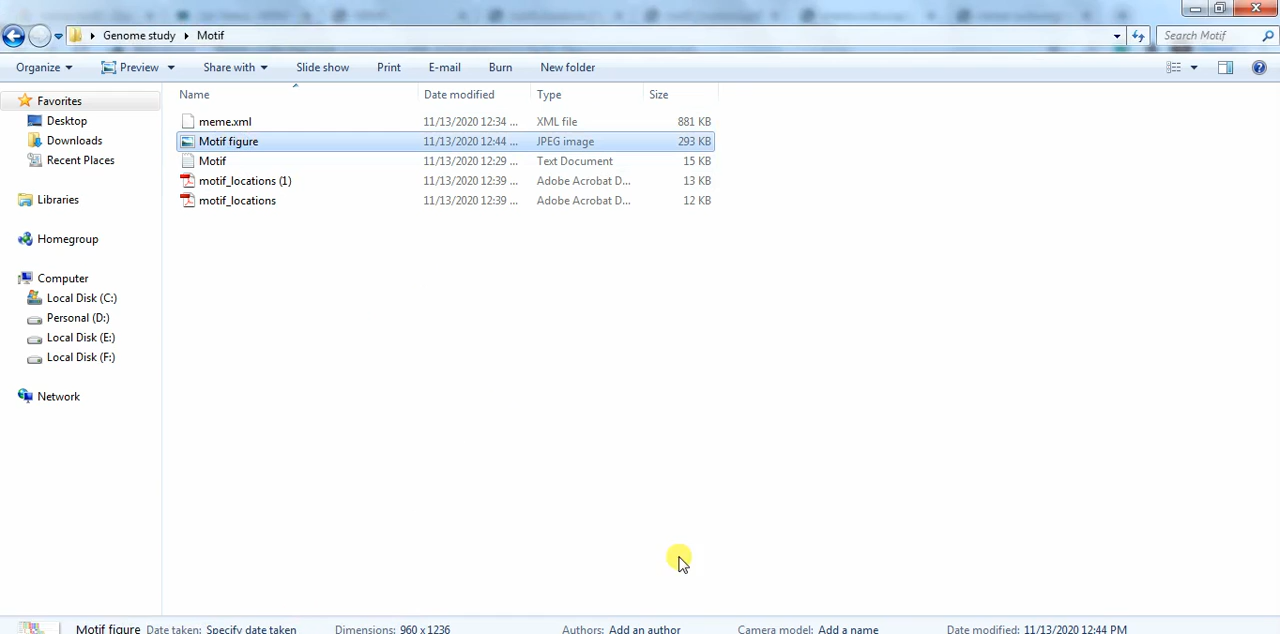 Genome study Motif Search Motif
Organize Preview Share with Slide show Print E-mail Burn New folder
Name Date modified Type Size
Favorites
Desktop
Downloads
Recent Places
Libraries
Homegroup
Computer
Local Disk (C:)
Personal (D:)
Local Disk (E:)
Local Disk (F:)
Network
meme.xml 11/13/2020 12:34 ... XML file 881 KB
Motif figure 11/13/2020 12:44 ... JPEG image 293 KB
Motif 11/13/2020 12:29 ... Text Document 15 KB
motif_locations (1) 11/13/2020 12:39 ... Adobe Acrobat D... 13 KB
motif_locations 11/13/2020 12:39 ... Adobe Acrobat D... 12 KB
Motif figure Date taken: Specify date taken Dimensions: 960 x 1236 Authors: Add an author Camera model: Add a name Date modified: 11/13/2020 12:44 PM